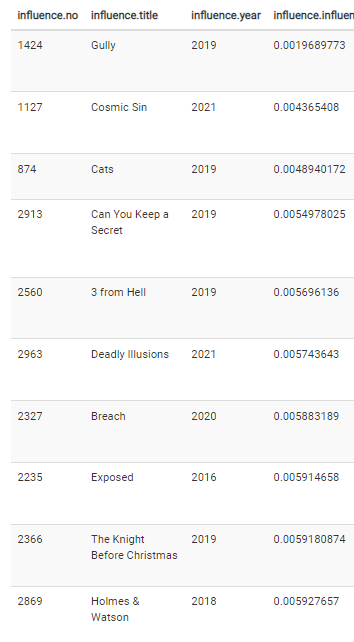 influence.no influence.title influence.year influence.influen
1424 Gully 2019 0.0019689773
1127 Cosmic Sin 2021 0.004365408
874 Cats 2019 0.0048940172
2913 Can You Keep a 2019 0.0054978025
Secret
2560 3 from Hell 2019 0.005696136
2963 Deadly Illusions 2021 0.005743643
2327 Breach 2020 0.005883189
2235 Exposed 2016 0.005914658
2366 The Knight 2019 0.0059180874
Before Christmas
2869 Holmes & 2018 0.005927657
Watson